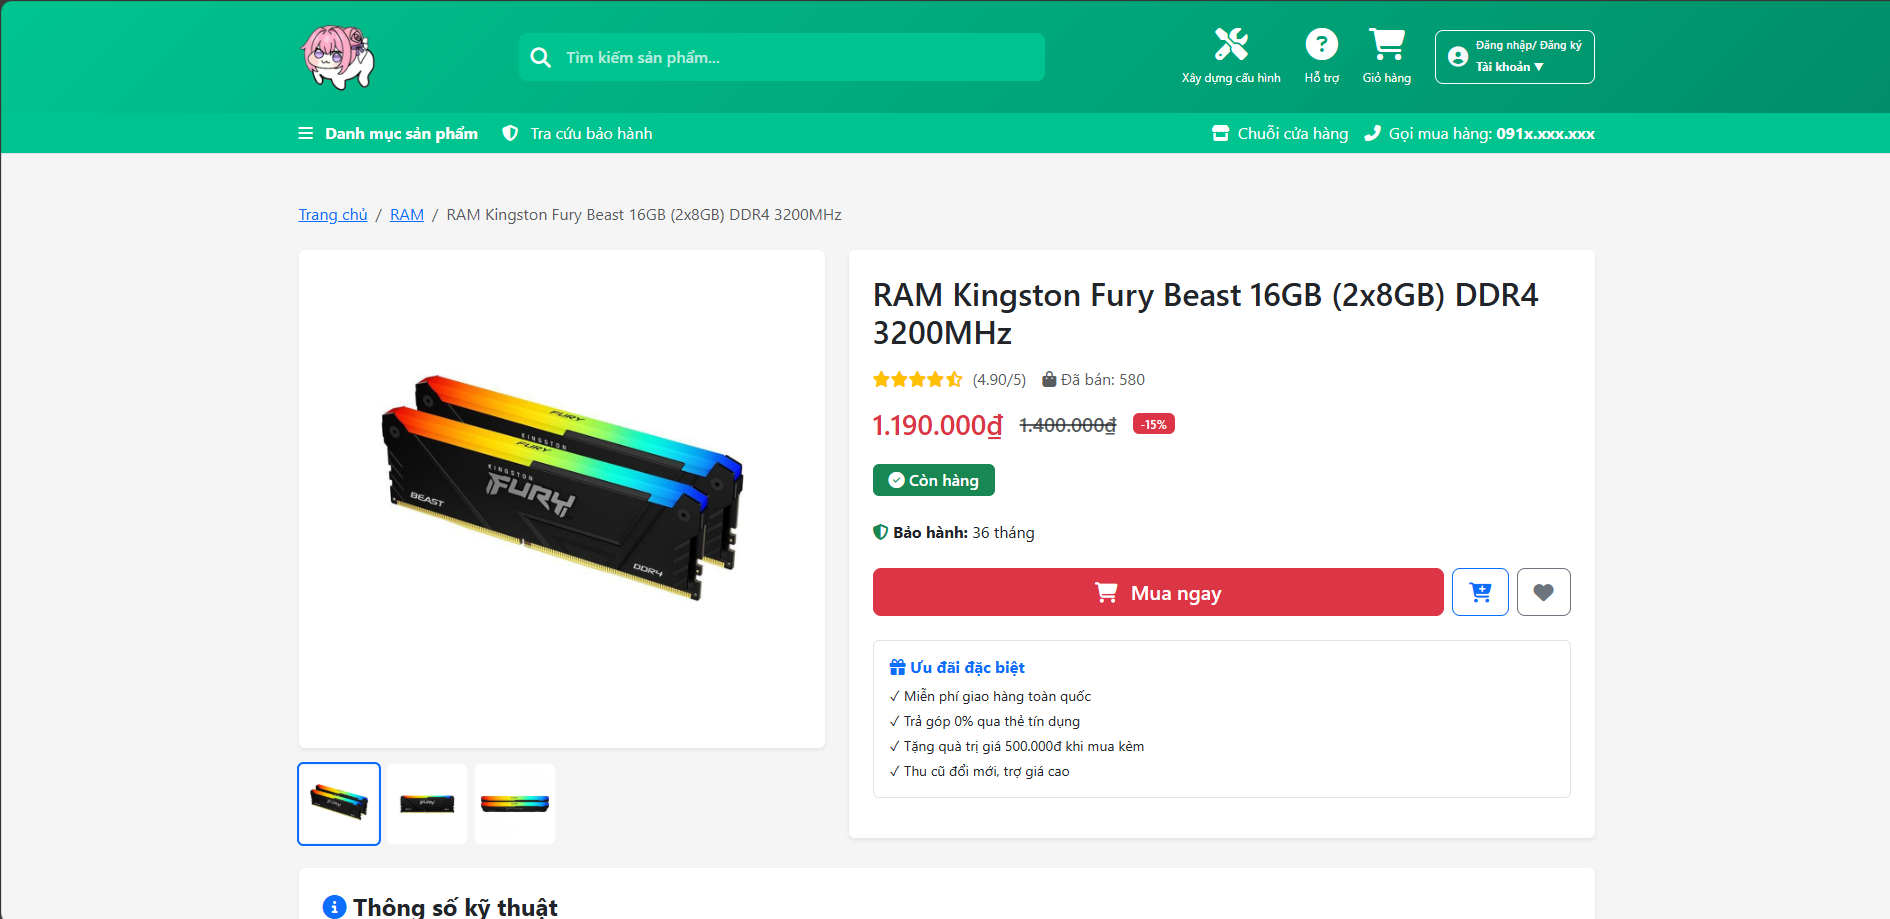 Tìm kiếm sản phẩm...
Xây dựng cấu hình
Hỗ trợ
Giỏ hàng
Đăng nhập/ Đăng ký
Tài khoản ▼
Danh mục sản phẩm
Tra cứu bảo hành
Chuỗi cửa hàng
Gọi mua hàng: 091x.xxx.xxx
Trang chủ / RAM / RAM Kingston Fury Beast 16GB (2x8GB) DDR4 3200MHz
FURY
KINGSTON
FURY
KINGSTON
FURY
BEAST
DDR4
RAM Kingston Fury Beast 16GB (2x8GB) DDR4
3200MHz
(4.90/5) Đã bán: 580
1.190.000₫ 1.400.000₫ -15%
Còn hàng
Bảo hành: 36 tháng
Mua ngay
Ưu đãi đặc biệt
✓ Miễn phí giao hàng toàn quốc
✓ Trả góp 0% qua thẻ tín dụng
✓ Tặng quà trị giá 500.000đ khi mua kèm
✓ Thu cũ đổi mới, trợ giá cao
Thông số kỹ thuật